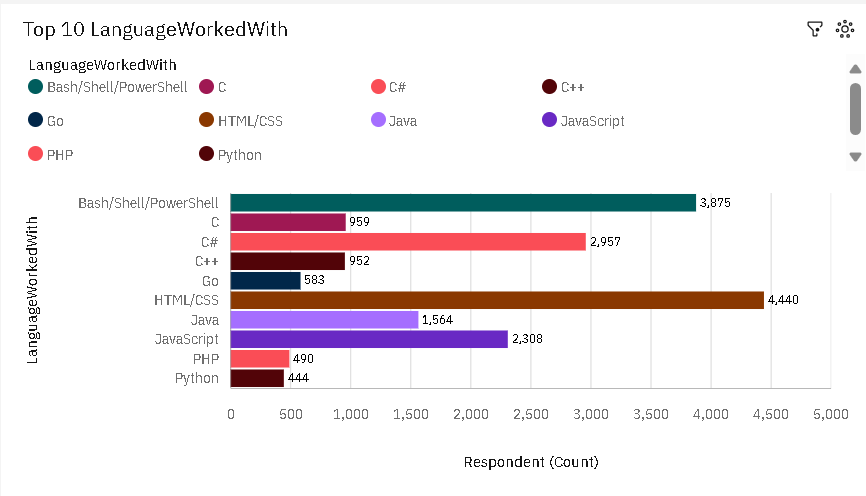 Top 10 LanguageWorkedWith
LanguageWorkedWith
Bash/Shell/PowerShell C C# C++
Go HTML/CSS Java JavaScript
PHP Python
LanguageWorkedWith
Bash/Shell/PowerShell 3,875
C 959
C# 2,957
C++ 952
Go 583
HTML/CSS 4,440
Java 1,564
JavaScript 2,308
PHP 490
Python 444
0 500 1,000 1,500 2,000 2,500 3,000 3,500 4,000 4,500 5,000
Respondent (Count)